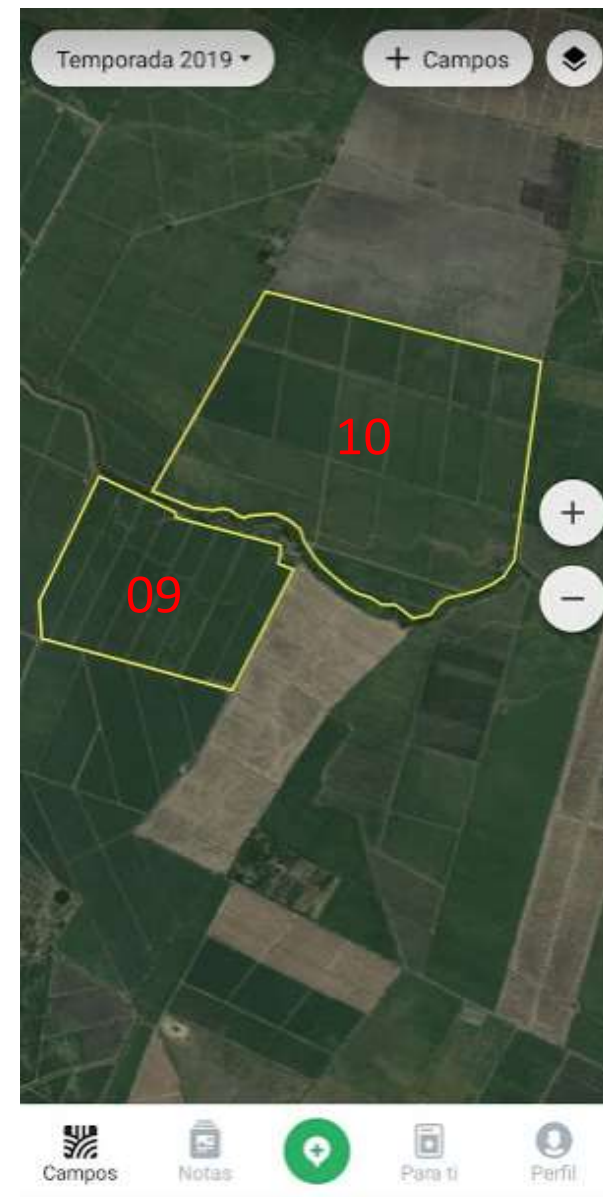 Temporada 2019
+ Campos
10
09
+
−
Campos
Notas
Para ti
Perfil